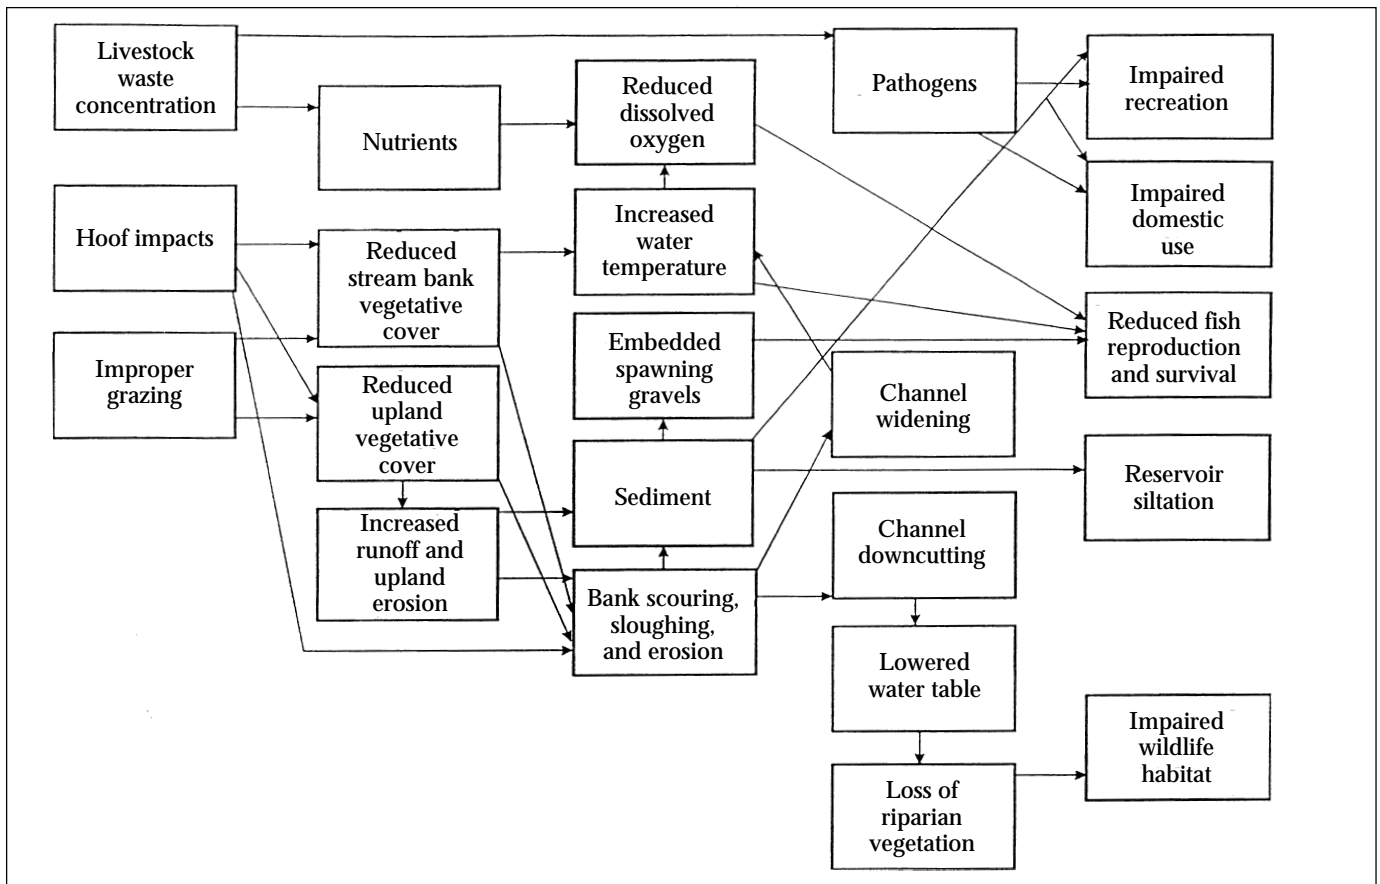 Livestock
waste
concentration
Hoof impacts
Improper
grazing
Nutrients
Reduced
stream bank
vegetative
cover
Reduced
upland
vegetative
cover
Increased
runoff and
upland
erosion
Reduced
dissolved
oxygen
Increased
water
temperature
Embedded
spawning
gravels
Sediment
Bank scouring,
sloughing,
and erosion
Pathogens
Channel
widening
Channel
downcutting
Lowered
water table
Loss of
riparian
vegetation
Impaired
recreation
Impaired
domestic
use
Reduced fish
reproduction
and survival
Reservoir
siltation
Impaired
wildlife
habitat